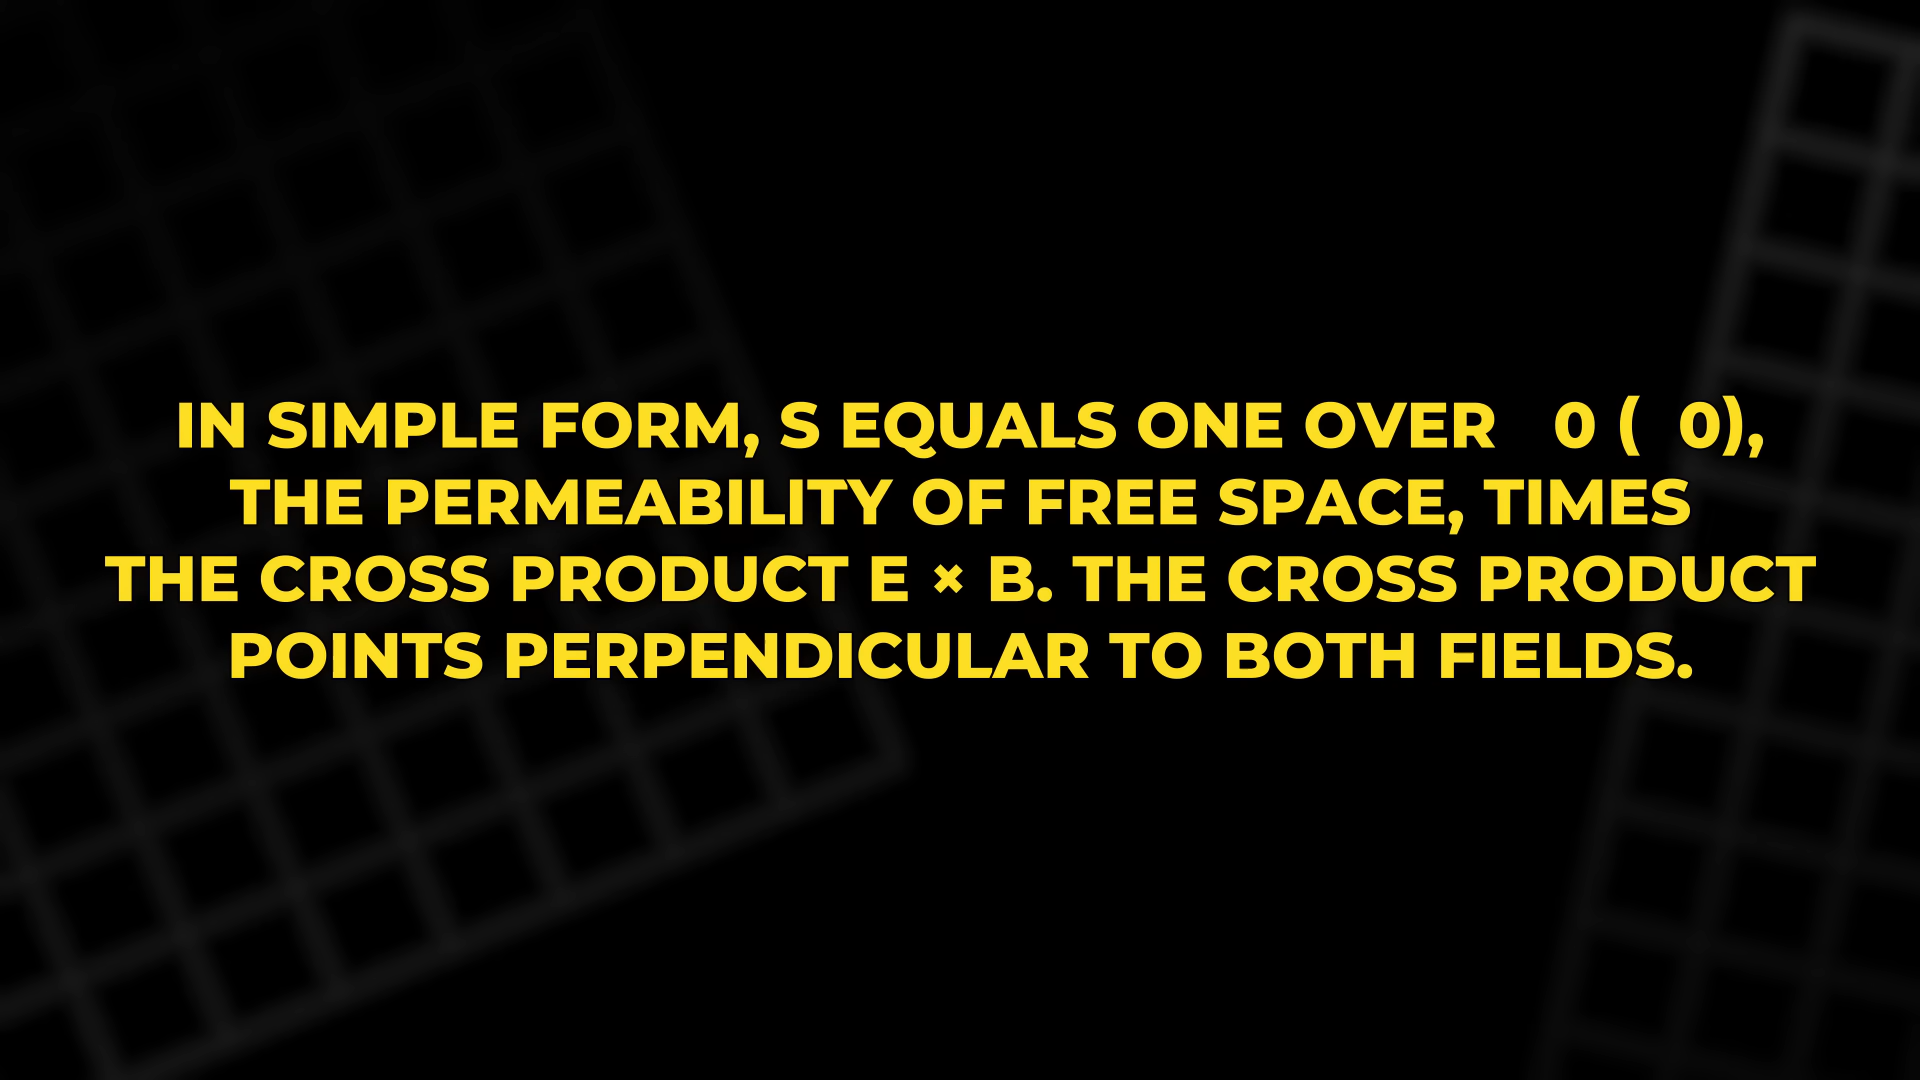 IN SIMPLE FORM, S EQUALS ONE OVER 0 ( 0),
THE PERMEABILITY OF FREE SPACE, TIMES
THE CROSS PRODUCT E × B. THE CROSS PRODUCT
POINTS PERPENDICULAR TO BOTH FIELDS.